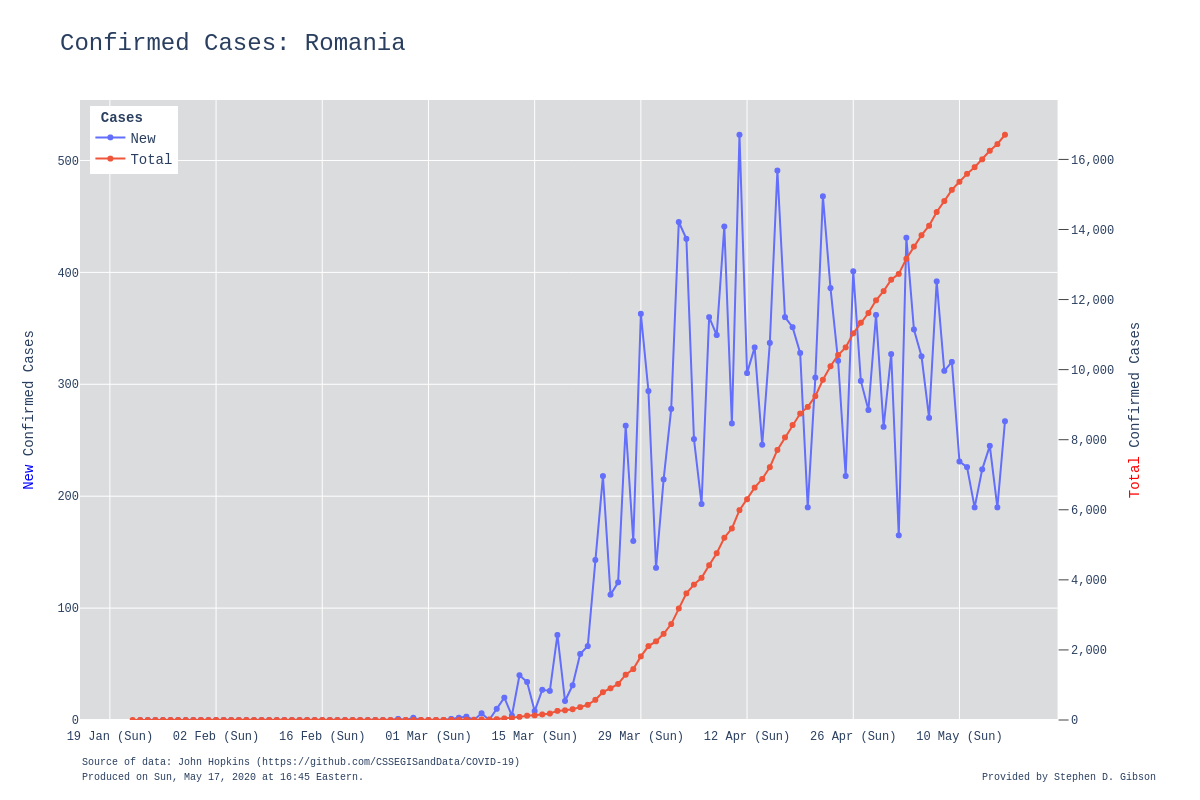 Confirmed Cases: Romania
Cases
New
Total
500
400
300
200
100
0
New Confirmed Cases
16,000
14,000
12,000
10,000
8,000
6,000
4,000
2,000
0
Total Confirmed Cases
19 Jan (Sun) 02 Feb (Sun) 16 Feb (Sun) 01 Mar (Sun) 15 Mar (Sun) 29 Mar (Sun) 12 Apr (Sun) 26 Apr (Sun) 10 May (Sun)
Source of data: John Hopkins (https://github.com/CSSEGISandData/COVID-19)
Produced on Sun, May 17, 2020 at 16:45 Eastern.
Provided by Stephen D. Gibson